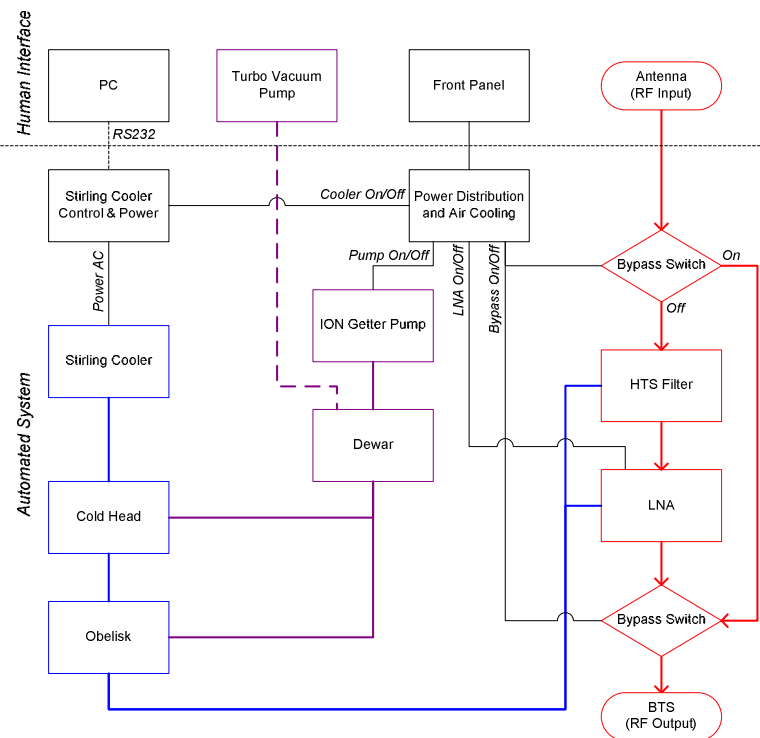 Human Interface
PC
Turbo Vacuum
Pump
Front Panel
Antenna
(RF Input)
RS232
Stirling Cooler
Control & Power
Cooler On/Off
Power Distribution
and Air Cooling
Bypass Switch
On
Pump On/Off
LNA On/Off
Bypass On/Off
Power AC
Off
ION Getter Pump
Stirling Cooler
HTS Filter
Automated System
Dewar
Cold Head
LNA
Obelisk
Bypass Switch
BTS
(RF Output)